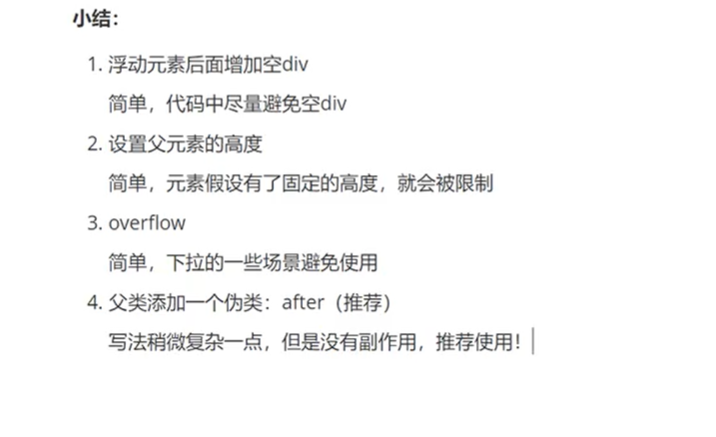 小结：
1. 浮动元素后面增加空div
简单，代码中尽量避免空div
2. 设置父元素的高度
简单，元素假设有了固定的高度，就会被限制
3. overflow
简单，下拉的一些场景避免使用
4. 父类添加一个伪类：after（推荐）
写法稍微复杂一点，但是没有副作用，推荐使用！